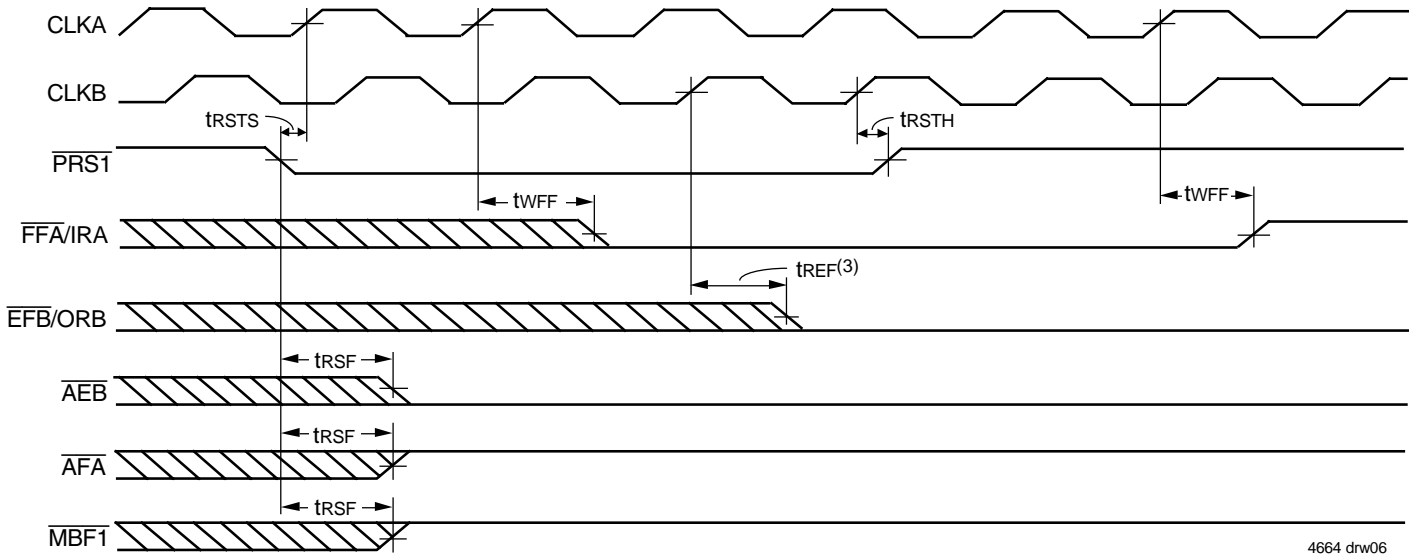 CLKA
CLKB
tRSTS
tRSTH
PRS1
tWFF
tWFF
FFA/IRA
tREF(3)
EFB/ORB
tRSF
AEB
tRSF
AFA
tRSF
MBF1
4664 drw06